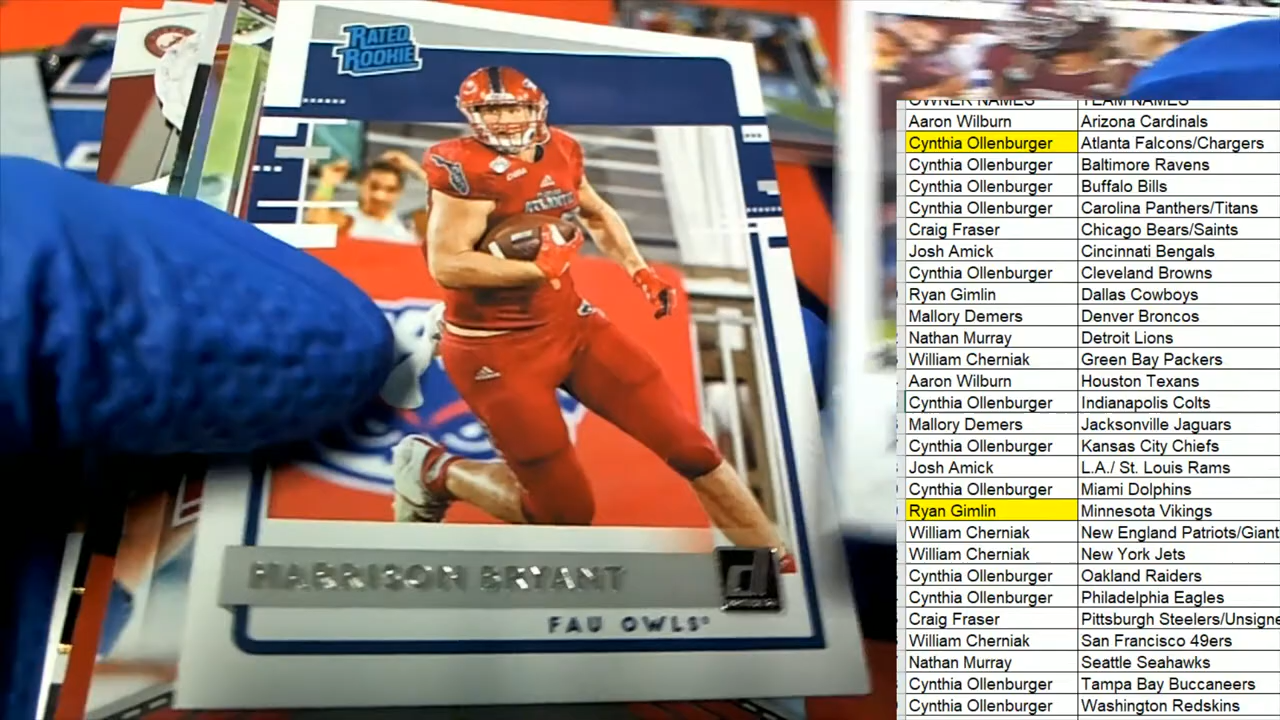 RATED
ROOKIE
ATLANTIC
HARRISON BRYANT
FAU OWLS
OWNER NAMES TEAM NAMES
Aaron Wilburn Arizona Cardinals
Cynthia Ollenburger Atlanta Falcons/Chargers
Cynthia Ollenburger Baltimore Ravens
Cynthia Ollenburger Buffalo Bills
Cynthia Ollenburger Carolina Panthers/Titans
Craig Fraser Chicago Bears/Saints
Josh Amick Cincinnati Bengals
Cynthia Ollenburger Cleveland Browns
Ryan Gimlin Dallas Cowboys
Mallory Demers Denver Broncos
Nathan Murray Detroit Lions
William Cherniak Green Bay Packers
Aaron Wilburn Houston Texans
Cynthia Ollenburger Indianapolis Colts
Mallory Demers Jacksonville Jaguars
Cynthia Ollenburger Kansas City Chiefs
Josh Amick L.A./ St. Louis Rams
Cynthia Ollenburger Miami Dolphins
Ryan Gimlin Minnesota Vikings
William Cherniak New England Patriots/Giant
William Cherniak New York Jets
Cynthia Ollenburger Oakland Raiders
Cynthia Ollenburger Philadelphia Eagles
Craig Fraser Pittsburgh Steelers/Unsigne
William Cherniak San Francisco 49ers
Nathan Murray Seattle Seahawks
Cynthia Ollenburger Tampa Bay Buccaneers
Cynthia Ollenburger Washington Redskins